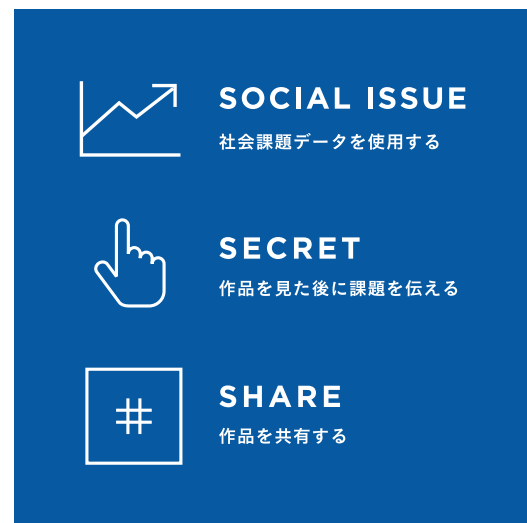 SOCIAL ISSUE
社会課題データを使用する
SECRET
作品を見た後に課題を伝える
#
SHARE
作品を共有する